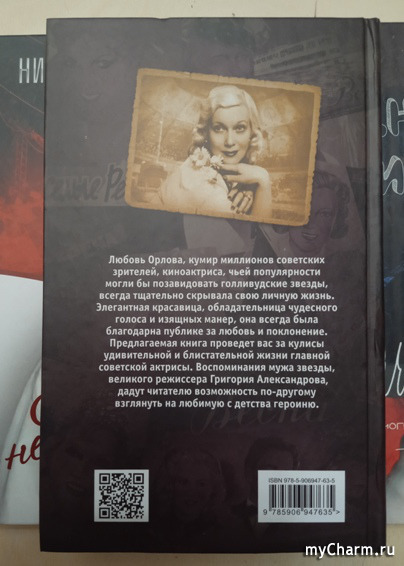 НИ
Любовь Орлова, кумир миллионов советских
зрителей, киноактриса, чьей популярности
могли бы позавидовать голливудские звезды,
всегда тщательно скрывала свою личную жизнь.
Элегантная красавица, обладательница чудесного
голоса и изящных манер, она всегда была
благодарна публике за любовь и поклонение.
Предлагаемая книга проведет вас за кулисы
удивительной и блистательной жизни главной
советской актрисы. Воспоминания мужа звезды,
великого режиссера Григория Александрова,
дадут читателю возможность по-другому
взглянуть на любимую с детства героиню.
не
ISBN 978-5-906947-63-5
9 785906 947635 >
myCharm.ru